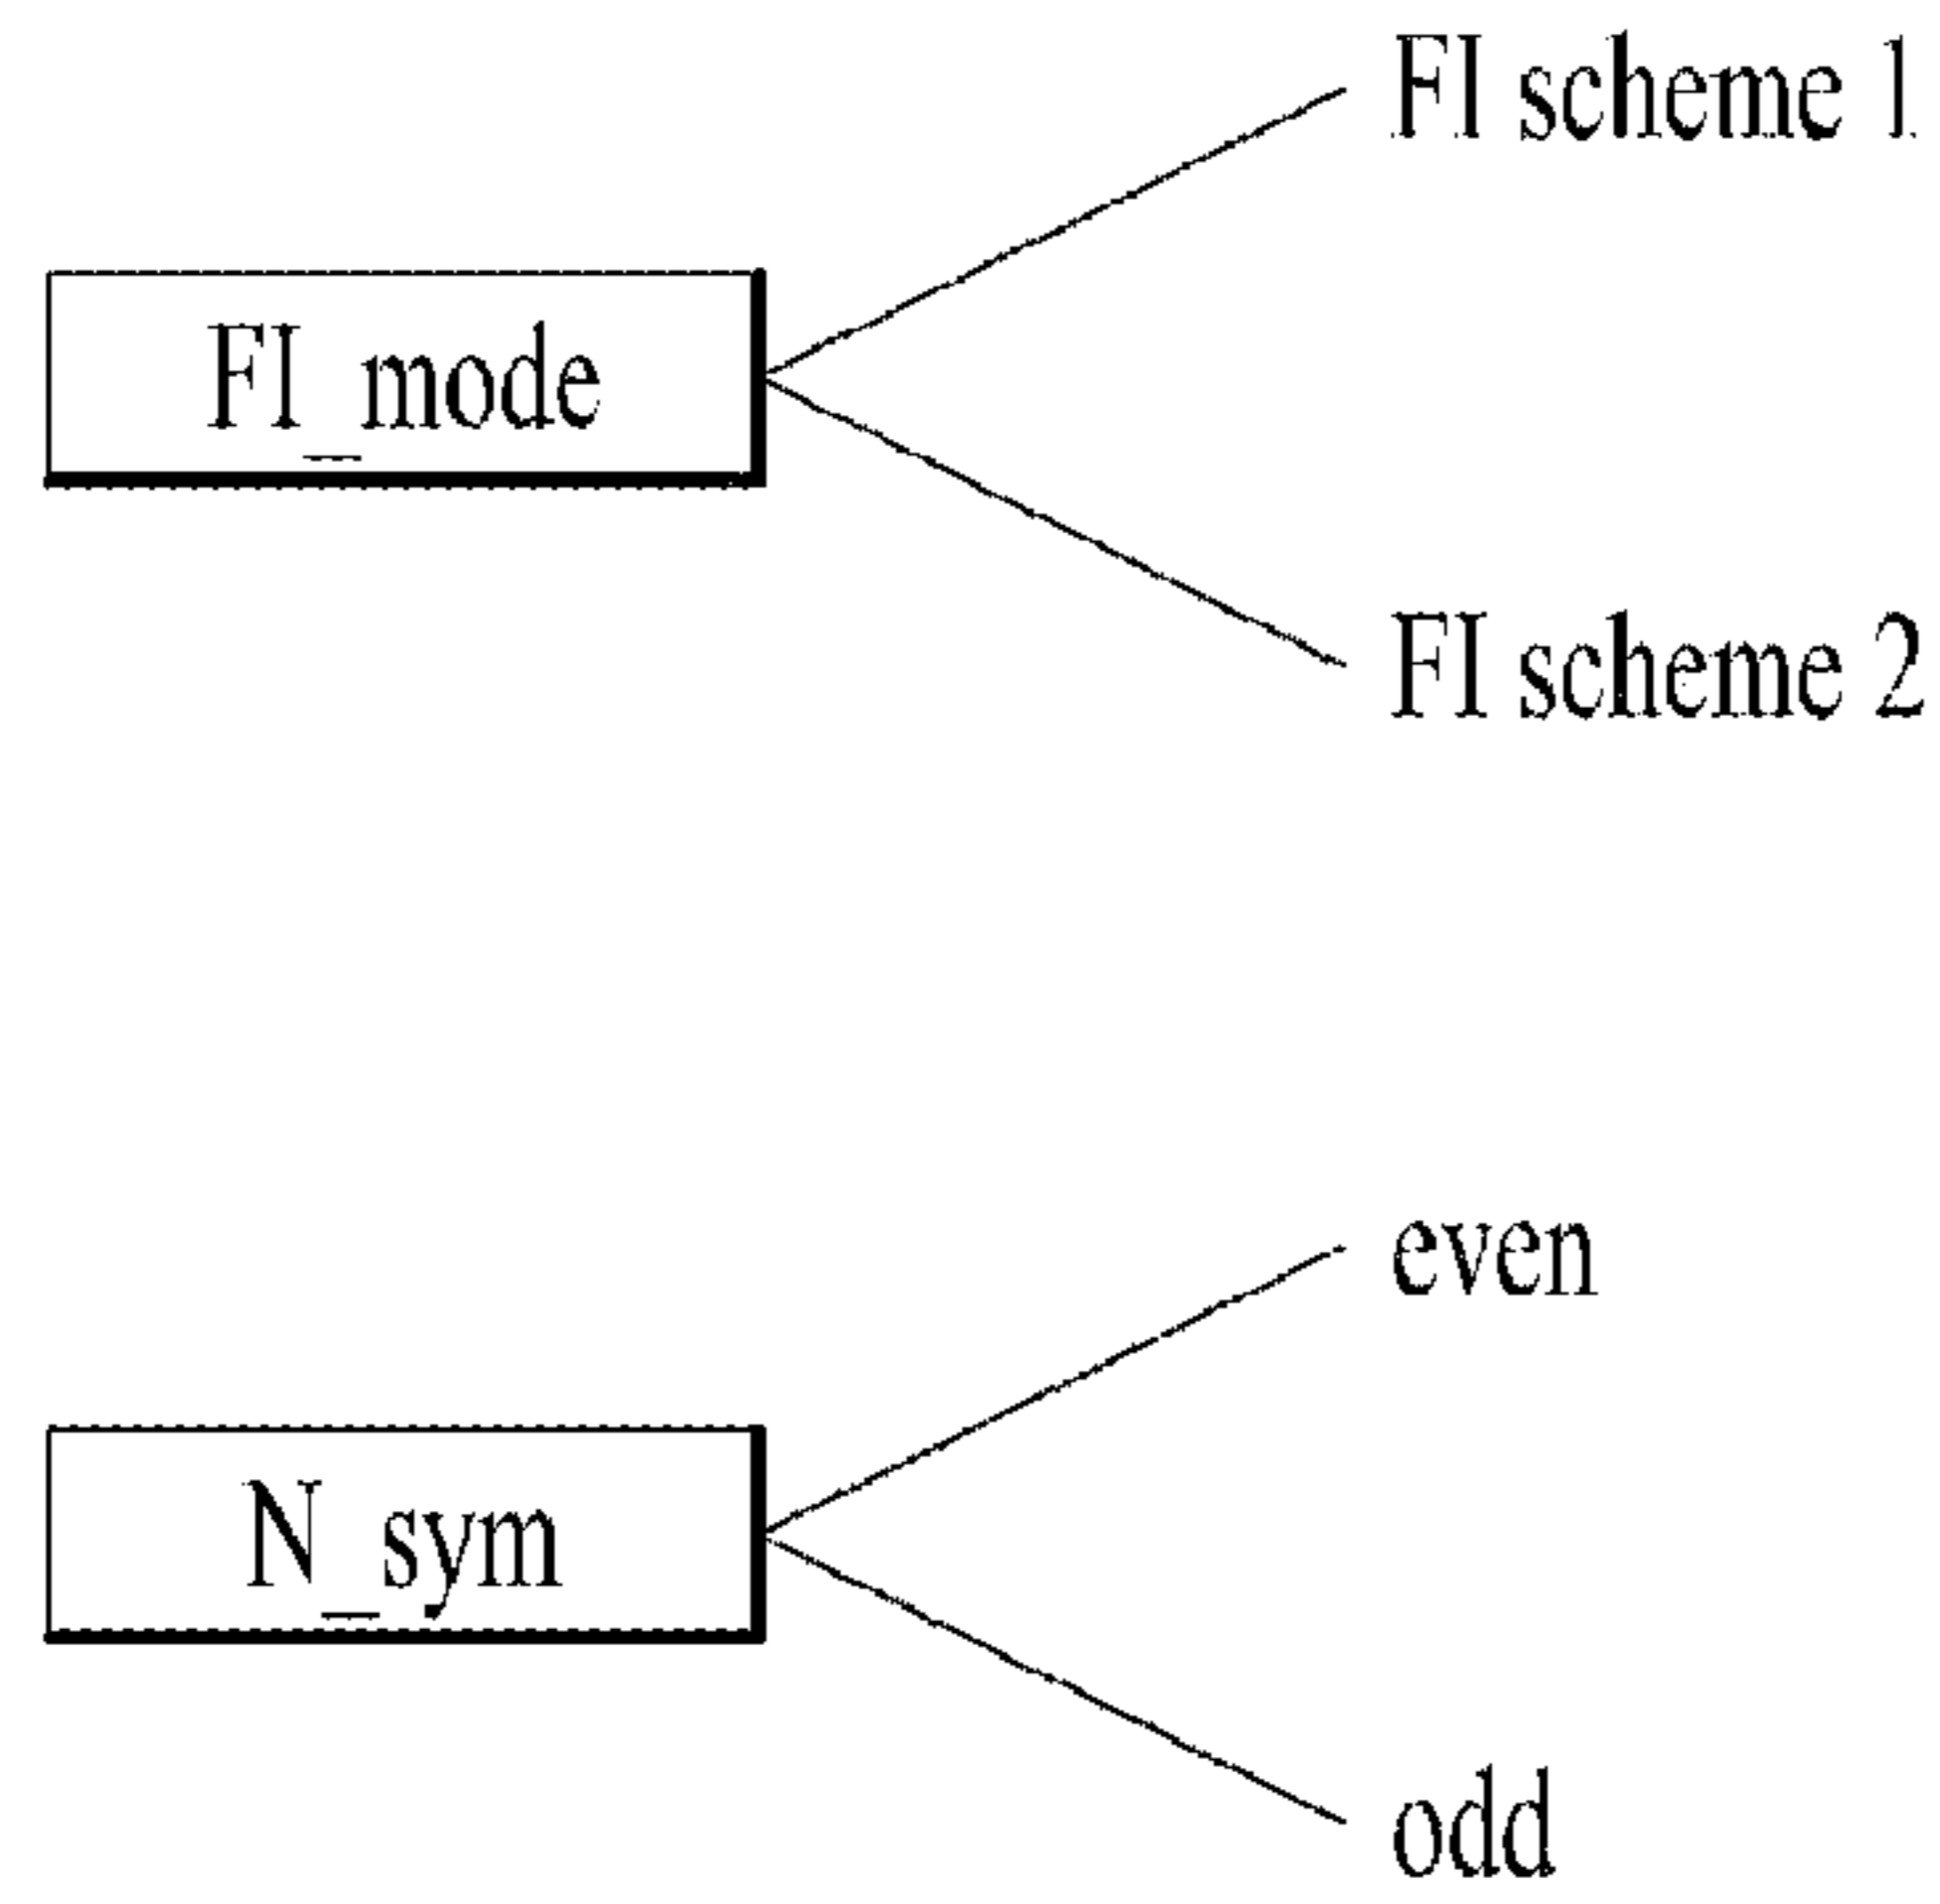 FI scheme 1
FI_mode
FI scheme 2
even
N_sym
odd